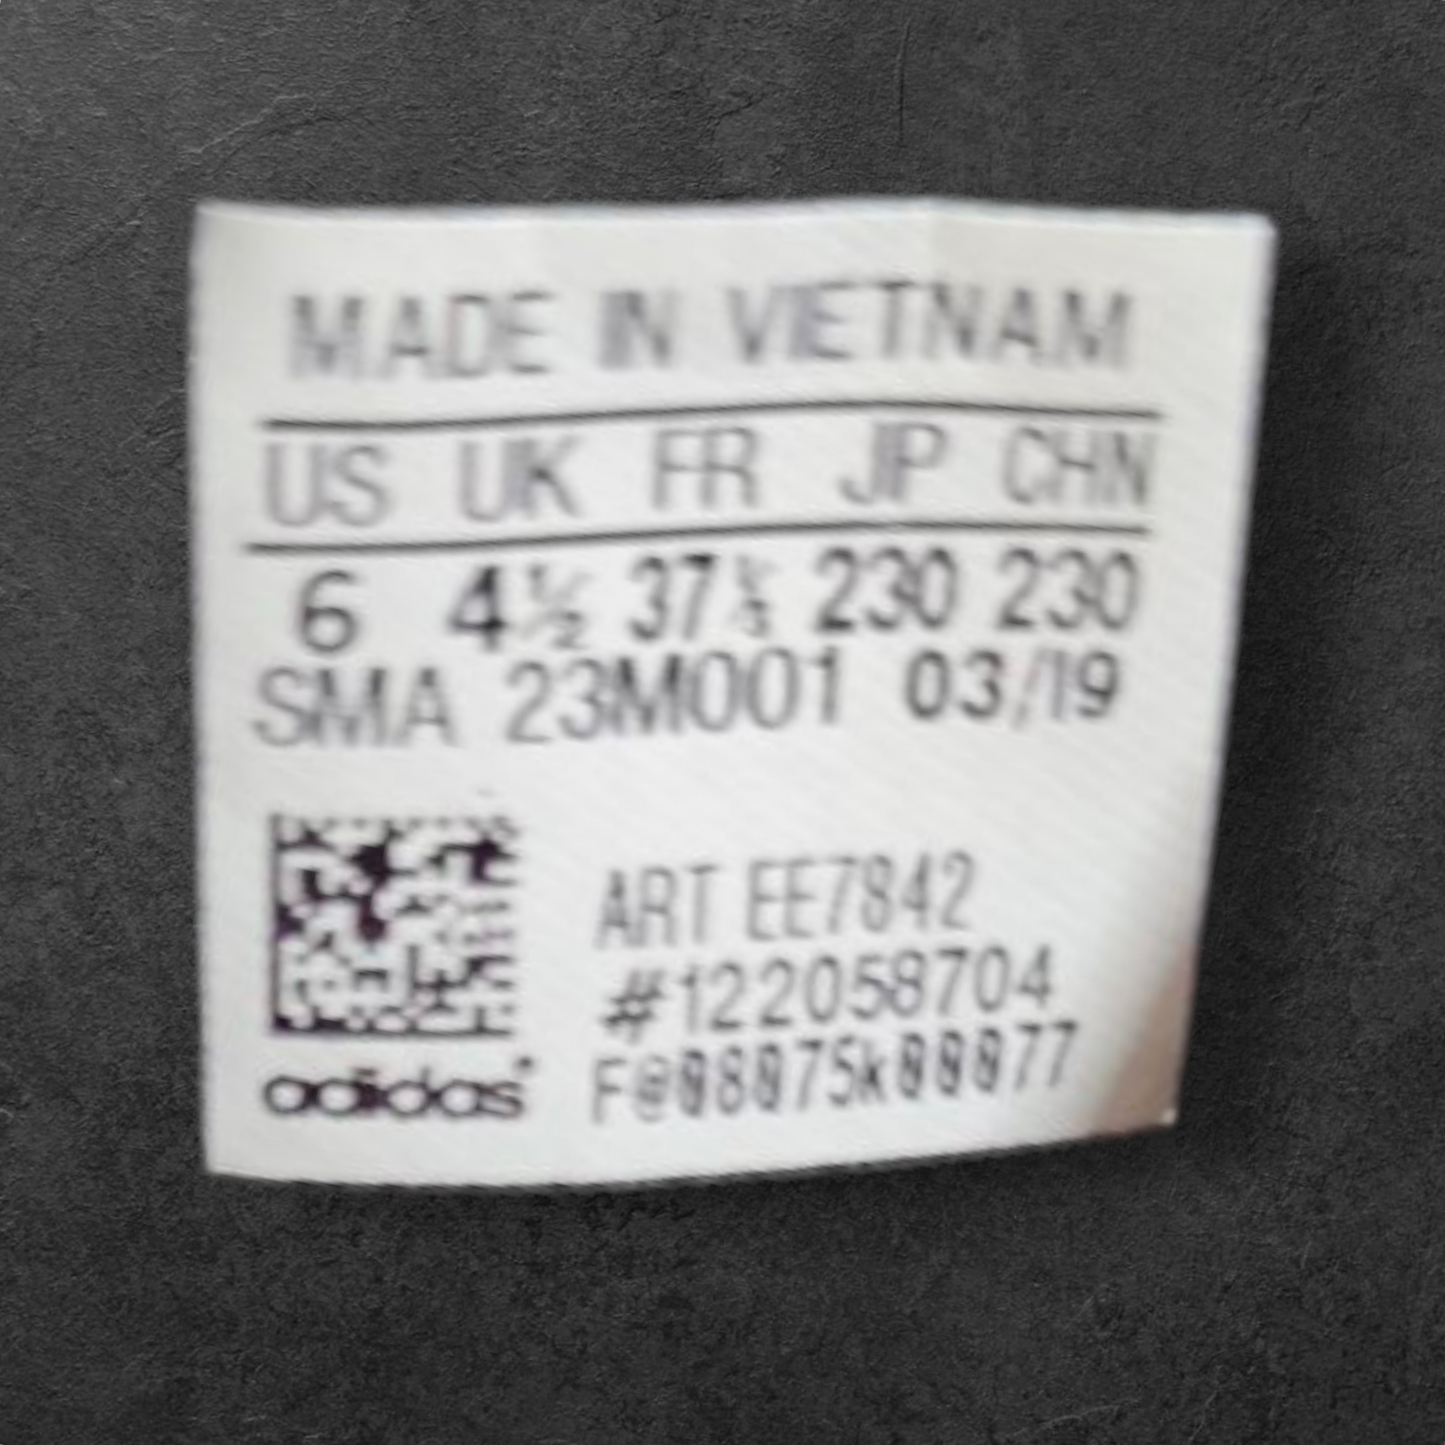 MADE IN VIETNAM
US UK FR JP CHN
6 4½ 37⅓ 230 230
SMA 23M001 03/19
ART EE7842
#122058704
adidas
F@08075k00077